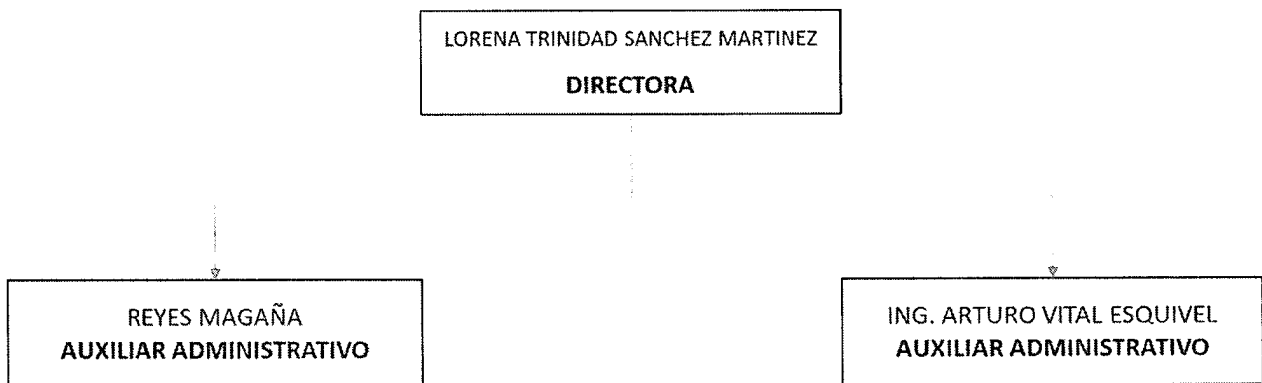 LORENA TRINIDAD SANCHEZ MARTINEZ
DIRECTORA
REYES MAGAÑA
AUXILIAR ADMINISTRATIVO
ING. ARTURO VITAL ESQUIVEL
AUXILIAR ADMINISTRATIVO